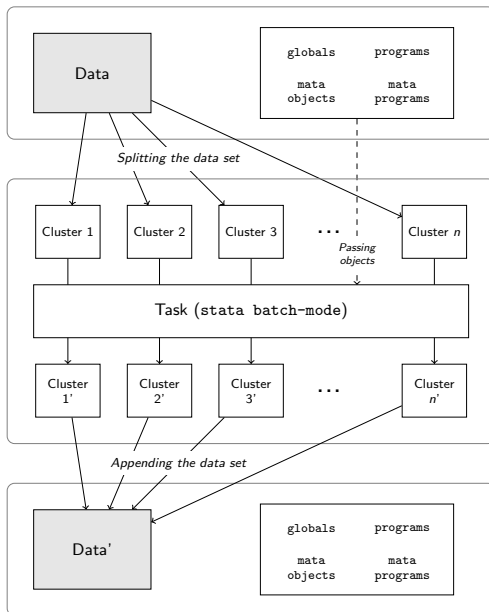 Data
globals programs
mata mata
objects programs
Splitting the data set
Cluster 1 Cluster 2 Cluster 3 ... Cluster n
Passing
objects
Task (stata batch-mode)
Cluster Cluster Cluster ... Cluster
1' 2' 3' n'
Appending the data set
Data'
globals programs
mata mata
objects programs